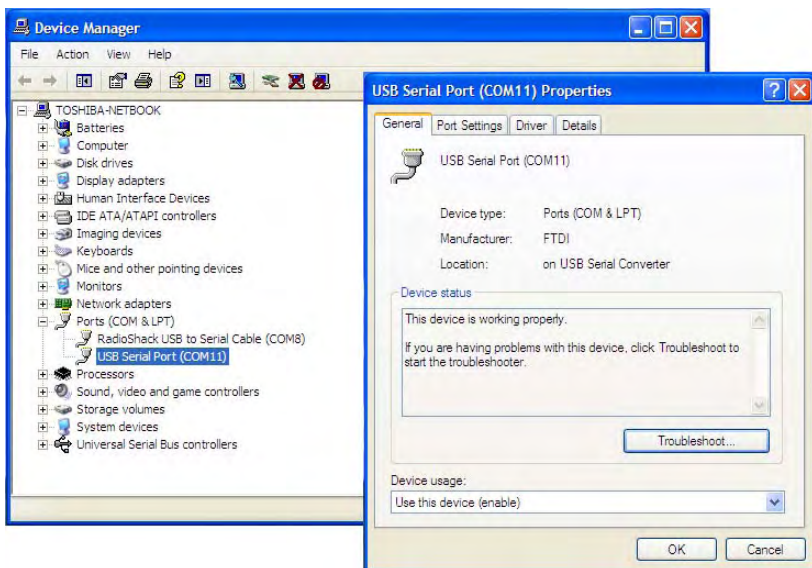 Device Manager
File Action View Help
TOSHIBA-NETBOOK
Batteries
Computer
Disk drives
Display adapters
Human Interface Devices
IDE ATA/ATAPI controllers
Imaging devices
Keyboards
Mice and other pointing devices
Monitors
Network adapters
Ports (COM & LPT)
RadioShack USB to Serial Cable (COM8)
USB Serial Port (COM11)
Processors
Sound, video and game controllers
Storage volumes
System devices
Universal Serial Bus controllers
USB Serial Port (COM11) Properties
General Port Settings Driver Details
USB Serial Port (COM11)
Device type: Ports (COM & LPT)
Manufacturer: FTDI
Location: on USB Serial Converter
Device status
This device is working properly.
If you are having problems with this device, click Troubleshoot to
start the troubleshooter.
Troubleshoot...
Device usage:
Use this device (enable)
OK Cancel